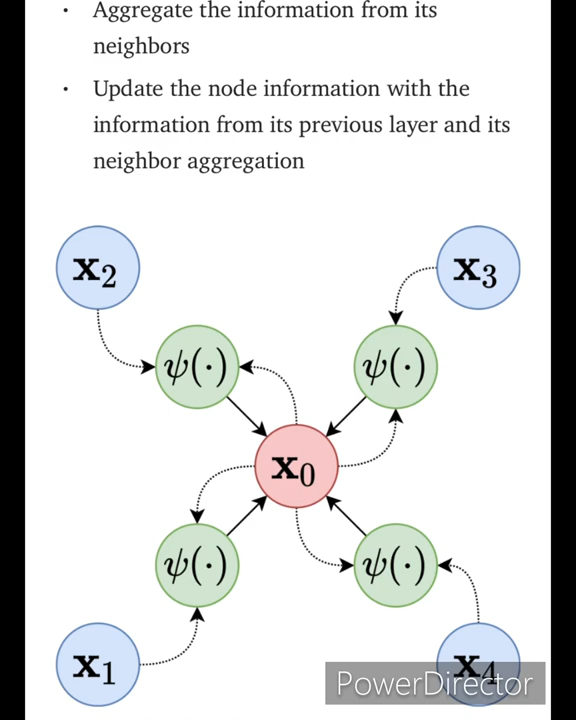 • Aggregate the information from its
neighbors
• Update the node information with the
information from its previous layer and its
neighbor aggregation
x₂
x₃
ψ(·)
ψ(·)
x₀
ψ(·)
ψ(·)
x₁
x₄
PowerDirector